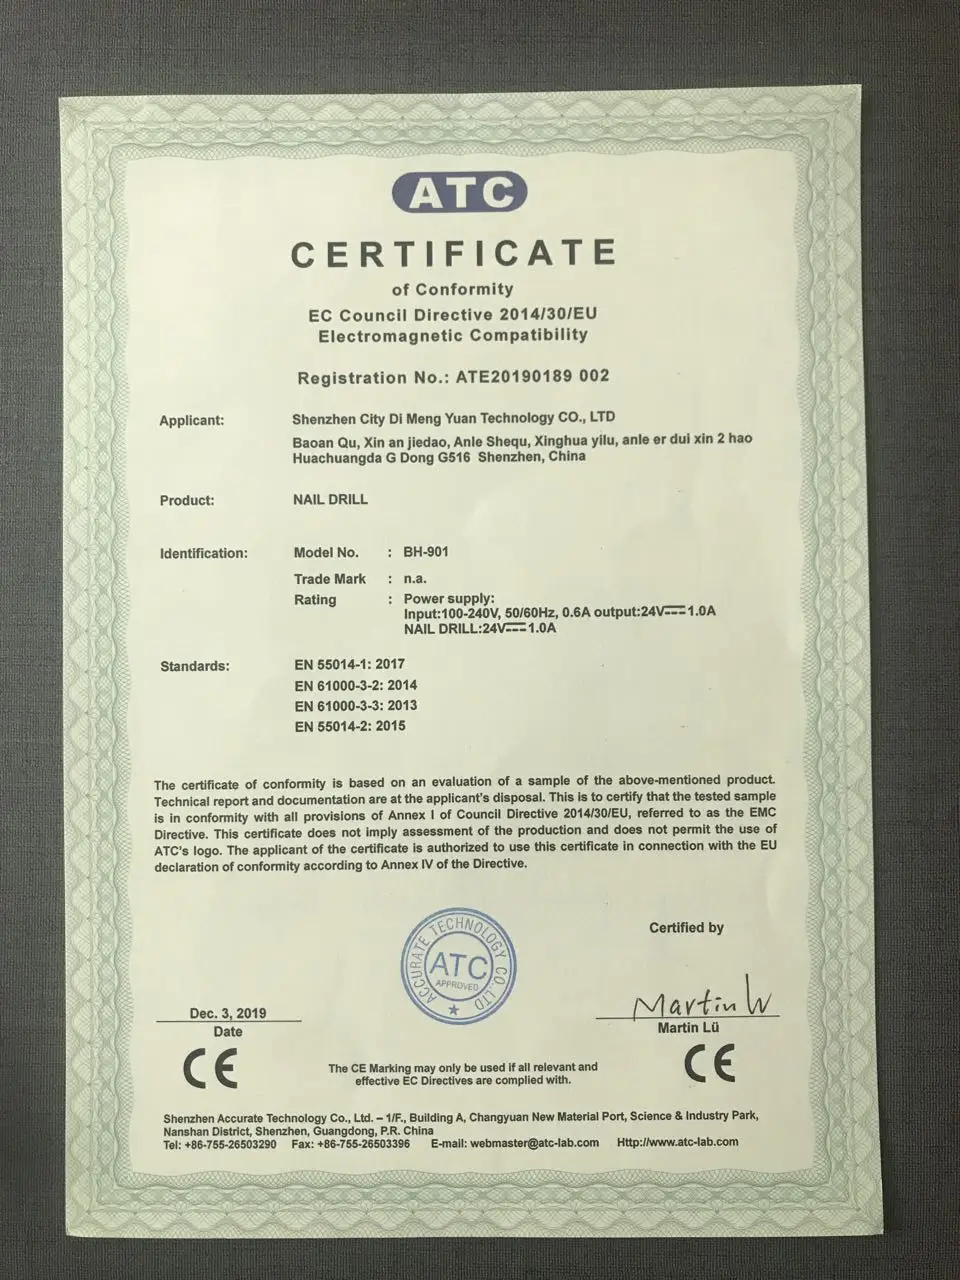 ATC
CERTIFICATE
of Conformity
EC Council Directive 2014/30/EU
Electromagnetic Compatibility
Registration No.: ATE20190189 002
Applicant: Shenzhen City Di Meng Yuan Technology CO., LTD
Baoan Qu, Xin an jiedao, Anle Shequ, Xinghua yilu, anle er dui xin 2 hao
Huachuangda G Dong G516 Shenzhen, China
Product: NAIL DRILL
Identification: Model No. : BH-901
Trade Mark : n.a.
Rating : Power supply:
Input:100-240V, 50/60Hz, 0.6A output:24V⎓1.0A
NAIL DRILL:24V⎓1.0A
Standards: EN 55014-1: 2017
EN 61000-3-2: 2014
EN 61000-3-3: 2013
EN 55014-2: 2015
The certificate of conformity is based on an evaluation of a sample of the above-mentioned product.
Technical report and documentation are at the applicant's disposal. This is to certify that the tested sample
is in conformity with all provisions of Annex I of Council Directive 2014/30/EU, referred to as the EMC
Directive. This certificate does not imply assessment of the production and does not permit the use of
ATC's logo. The applicant of the certificate is authorized to use this certificate in connection with the EU
declaration of conformity according to Annex IV of the Directive.
ACCURATE TECHNOLOGY CO., LTD
ATC
APPROVED
Certified by
Dec. 3, 2019
Date
Martin Lü
Martin Lü
CE
The CE Marking may only be used if all relevant and
effective EC Directives are complied with.
CE
Shenzhen Accurate Technology Co., Ltd. – 1/F., Building A, Changyuan New Material Port, Science & Industry Park,
Nanshan District, Shenzhen, Guangdong, P.R. China
Tel: +86-755-26503290 Fax: +86-755-26503396 E-mail: webmaster@atc-lab.com Http://www.atc-lab.com